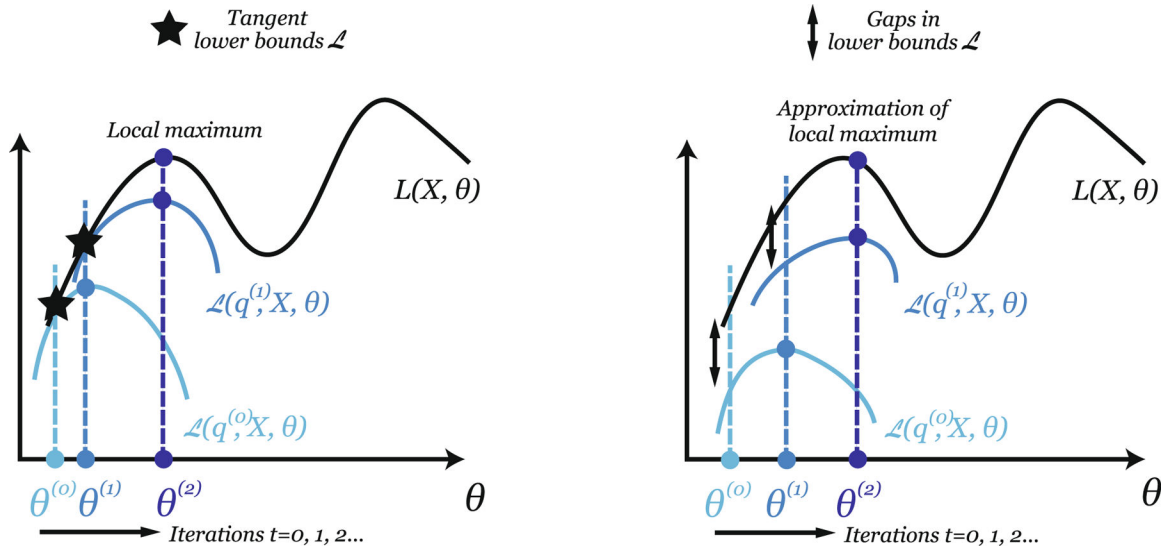 Tangent
lower bounds ℒ
Local maximum
L(X, θ)
ℒ(q⁽¹⁾, X, θ)
ℒ(q⁽⁰⁾, X, θ)
θ⁽⁰⁾ θ⁽¹⁾ θ⁽²⁾ θ
Iterations t=0, 1, 2...
Gaps in
lower bounds ℒ
Approximation of
local maximum
L(X, θ)
ℒ(q⁽¹⁾, X, θ)
ℒ(q⁽⁰⁾, X, θ)
θ⁽⁰⁾ θ⁽¹⁾ θ⁽²⁾ θ
Iterations t=0, 1, 2...